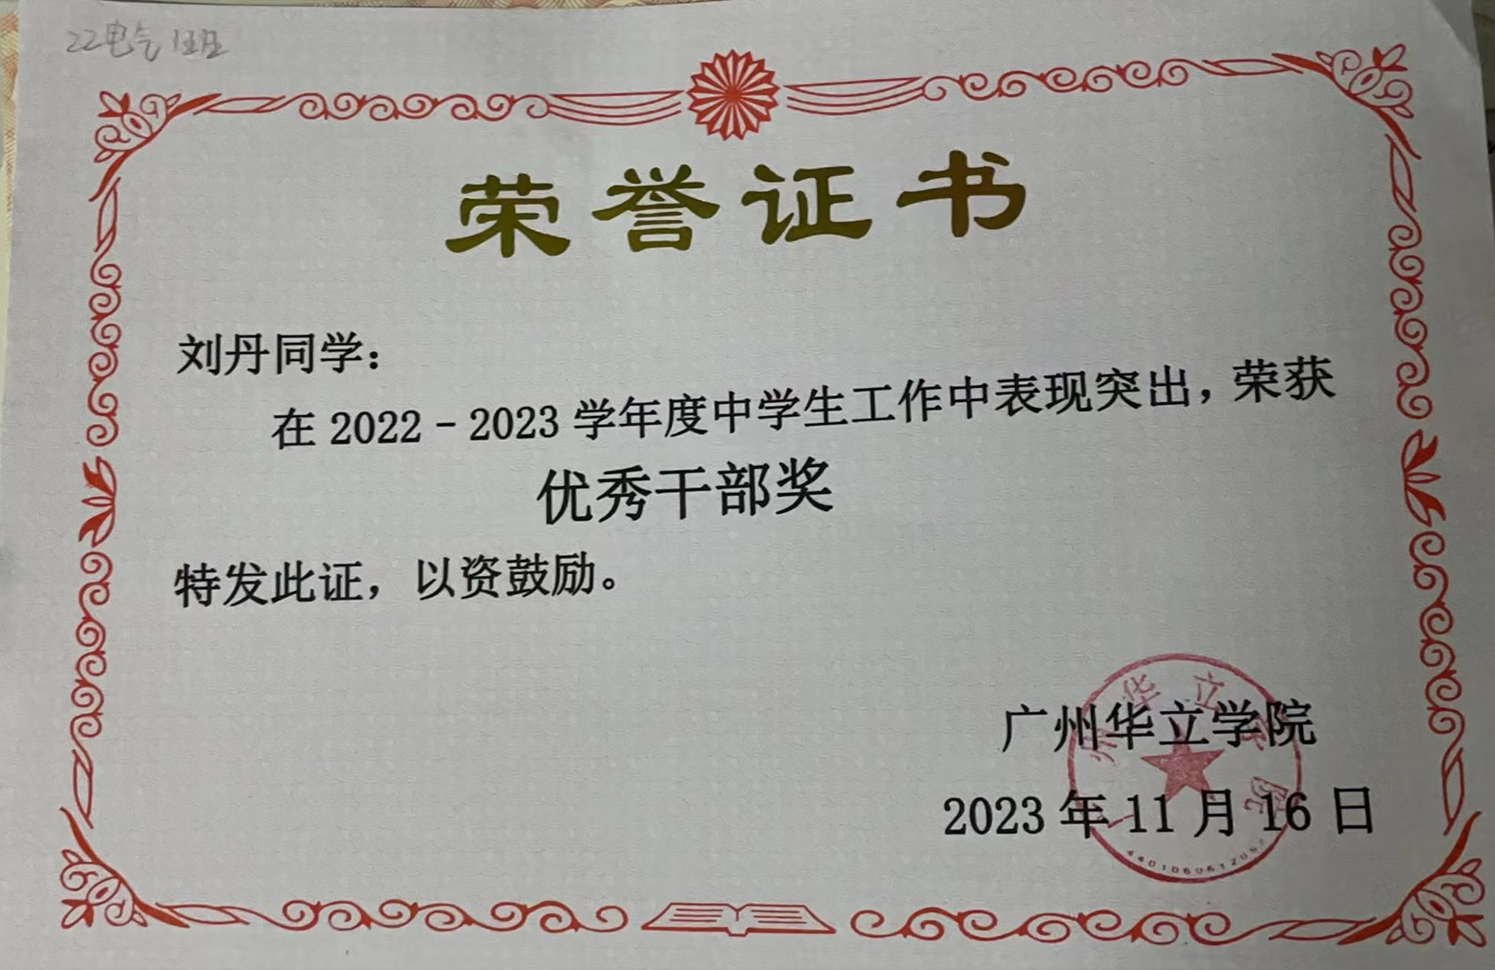 22电气1班
荣誉证书
刘丹同学：
在 2022－2023 学年度中学生工作中表现突出，荣获
优秀干部奖
特发此证，以资鼓励。
广州华立学院
2023 年 11 月 16 日